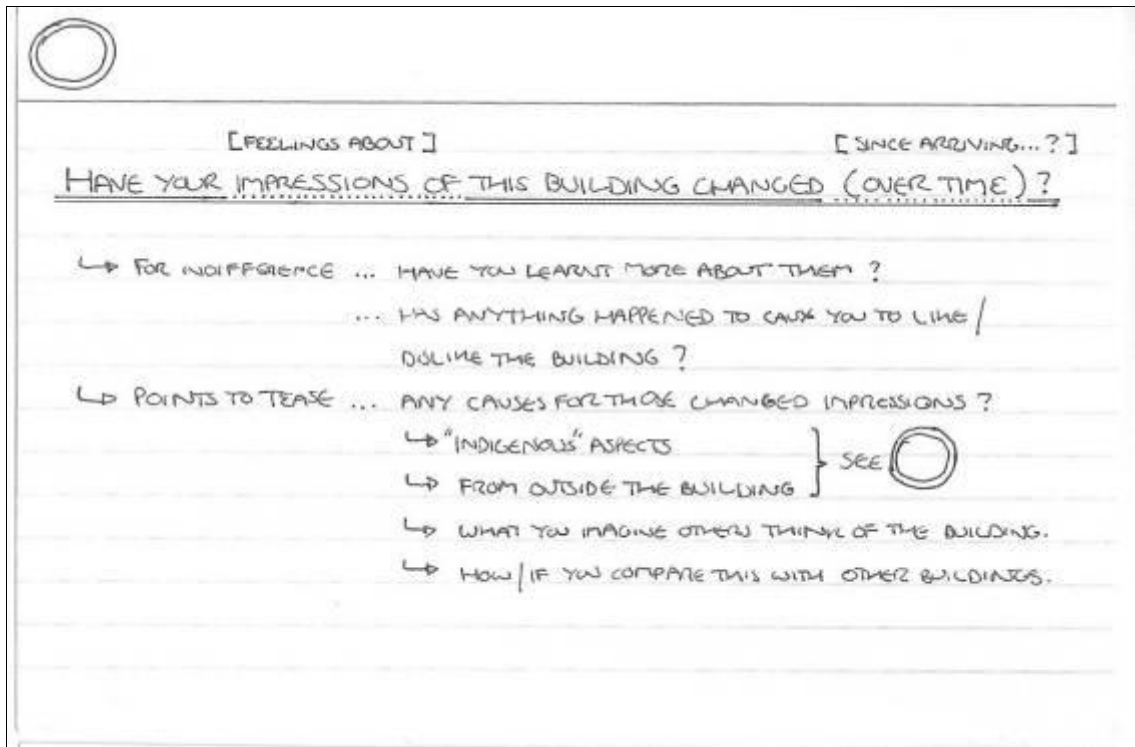 [FEELINGS ABOUT] [SINCE ARRIVING...?]
HAVE YOUR IMPRESSIONS OF THIS BUILDING CHANGED (OVER TIME)?
↳ FOR INDIFFERENCE ... HAVE YOU LEARNT MORE ABOUT THEM?
... HAS ANYTHING HAPPENED TO CAUSE YOU TO LIKE/
DISLIKE THE BUILDING?
↳ POINTS TO TEASE ... ANY CAUSES FOR THOSE CHANGED IMPRESSIONS?
↳ "INDIGENOUS" ASPECTS
↳ FROM OUTSIDE THE BUILDING } SEE
↳ WHAT YOU IMAGINE OTHERS THINK OF THE BUILDING.
↳ HOW/IF YOU COMPARE THIS WITH OTHER BUILDINGS.